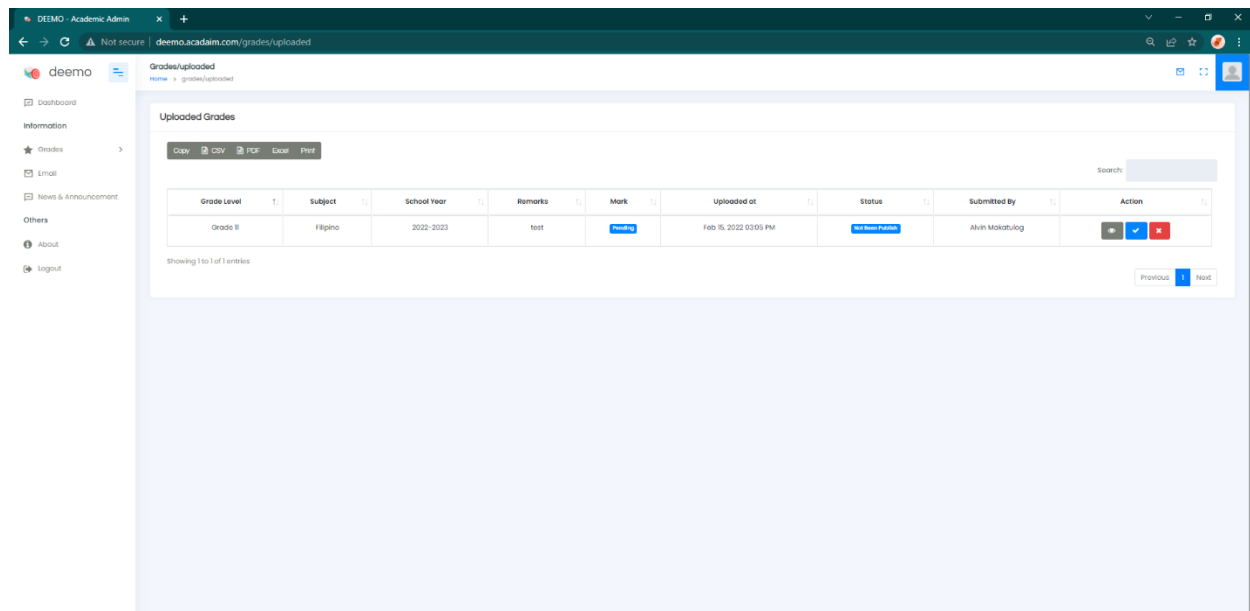 DEEMO - Academic Admin
Not secure | deemo.acadaim.com/grades/uploaded
deemo
Grades/uploaded
Home > grades/uploaded
Dashboard
Information
Grades
Email
News & Announcement
Others
About
Logout
Uploaded Grades
Copy CSV PDF Excel Print
Search:
Grade Level Subject School Year Remarks Mark Uploaded at Status Submitted By Action
Grade 11 Filipino 2022-2023 test Pending Feb 15, 2022 03:05 PM Not Been Publish Alvin Makatulog
Showing 1 to 1 of 1 entries
Previous 1 Next